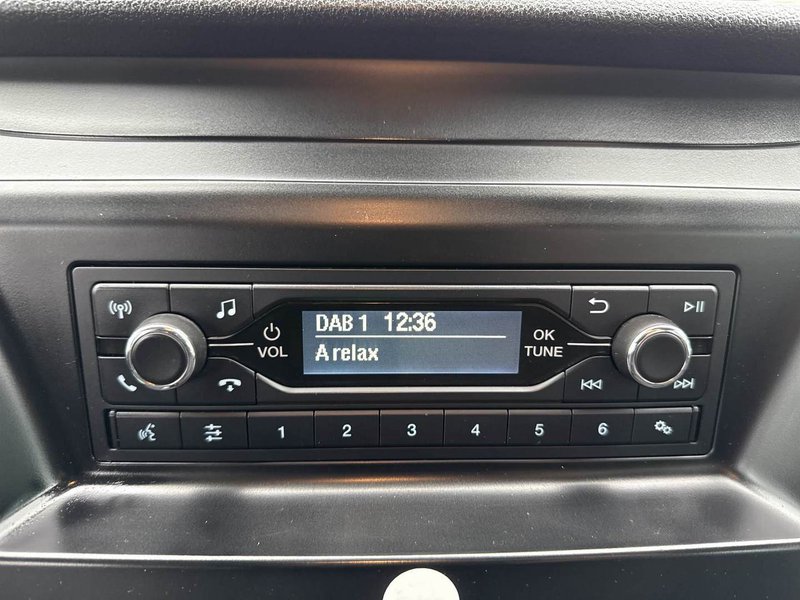 DAB 1 12:36
A relax
VOL
OK
TUNE
1 2 3 4 5 6